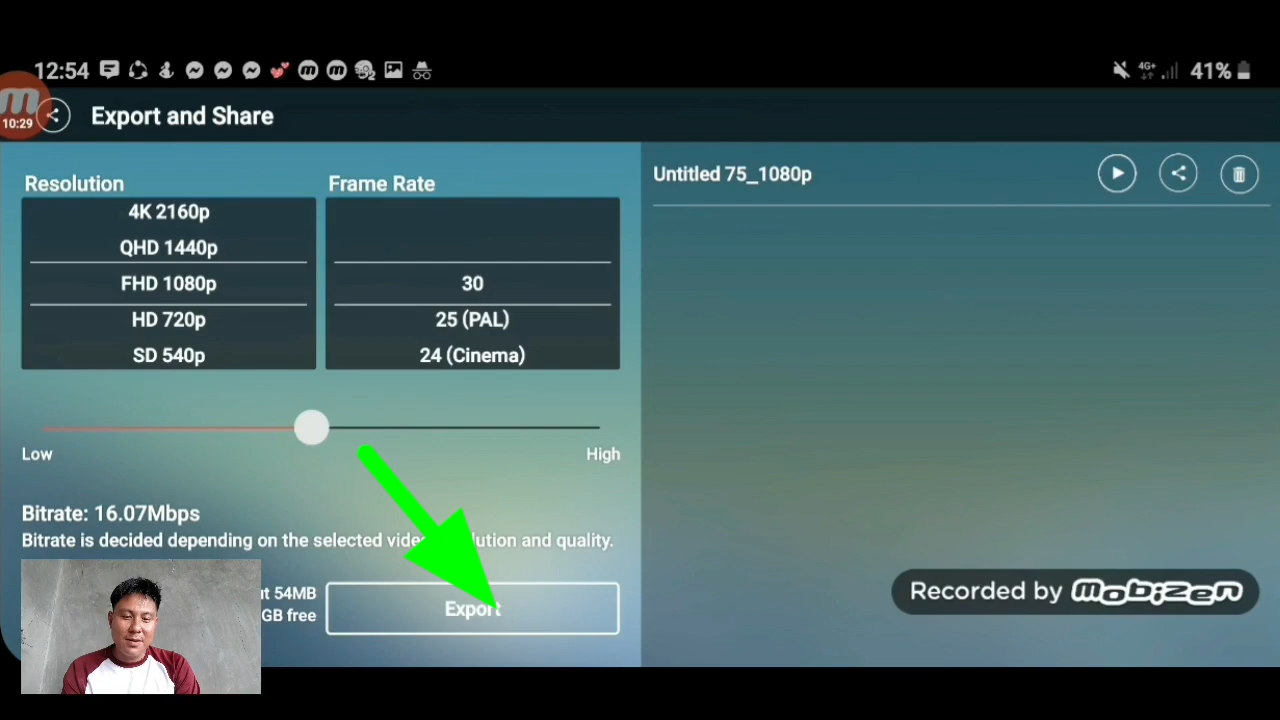 12:54
4G+
41%
10:29
Export and Share
Resolution
Frame Rate
4K 2160p
QHD 1440p
FHD 1080p
HD 720p
SD 540p
30
25 (PAL)
24 (Cinema)
Low
High
Bitrate: 16.07Mbps
Bitrate is decided depending on the selected and quality.
54MB
GB free
Export
Untitled 75_1080p
Recorded by mobizen